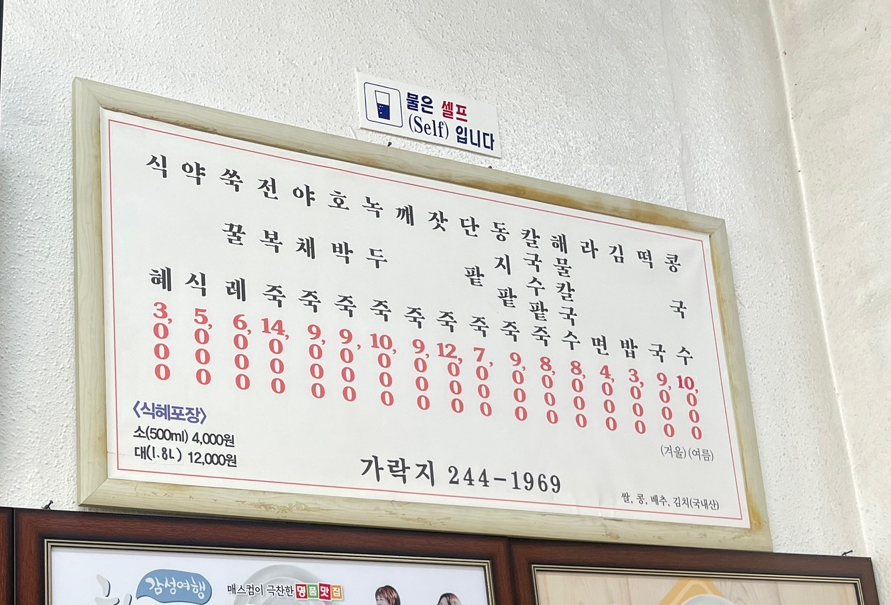 물은 셀프
(Self) 입니다
식혜 3,000
약식 5,000
쑥꿀레 6,000
전복죽 14,000
야채죽 9,000
호박죽 9,000
녹두죽 10,000
깨죽 9,000
잣죽 12,000
단팥죽 7,000
동지팥죽 9,000
칼국수팥죽 8,000
해물칼국수 8,000
라면 4,000
김밥 3,000
떡국 9,000 (겨울)
콩국수 10,000 (여름)
<식혜포장>
소(500ml) 4,000원
대(1.8L) 12,000원
가락지 244-1969
쌀, 콩, 배추, 김치(국내산)
감성여행
매스컴이 극찬한 명품맛집